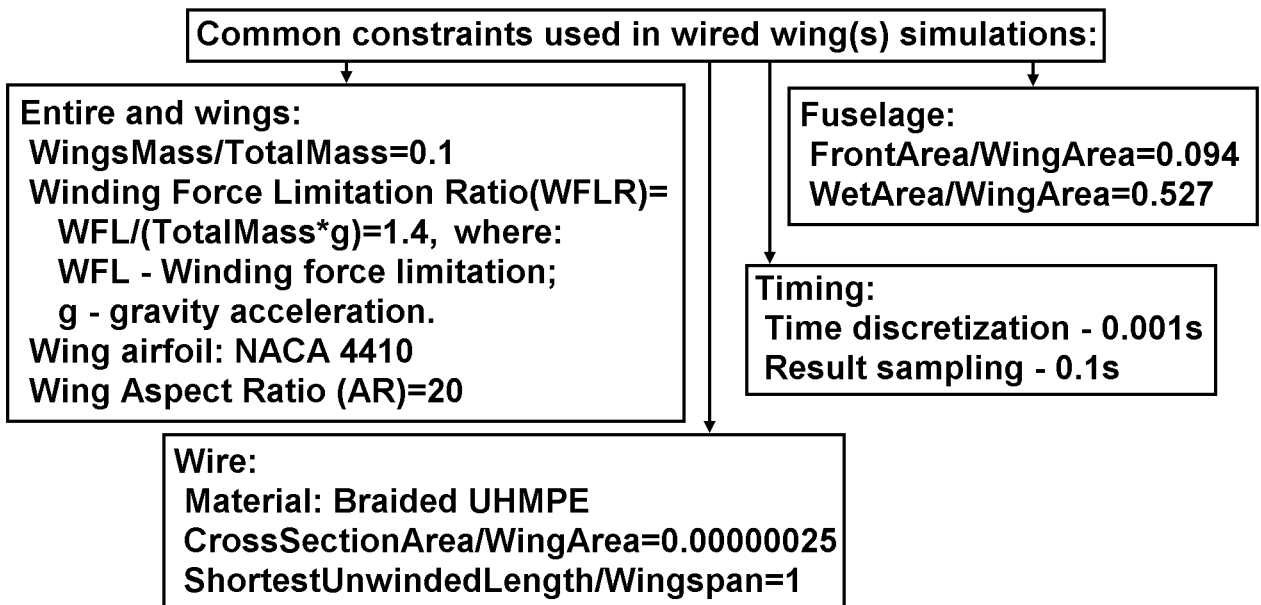 Common constraints used in wired wing(s) simulations:
Entire and wings:
WingsMass/TotalMass=0.1
Winding Force Limitation Ratio(WFLR)=
WFL/(TotalMass*g)=1.4, where:
WFL - Winding force limitation;
g - gravity acceleration.
Wing airfoil: NACA 4410
Wing Aspect Ratio (AR)=20
Fuselage:
FrontArea/WingArea=0.094
WetArea/WingArea=0.527
Timing:
Time discretization - 0.001s
Result sampling - 0.1s
Wire:
Material: Braided UHMPE
CrossSectionArea/WingArea=0.00000025
ShortestUnwindedLength/Wingspan=1